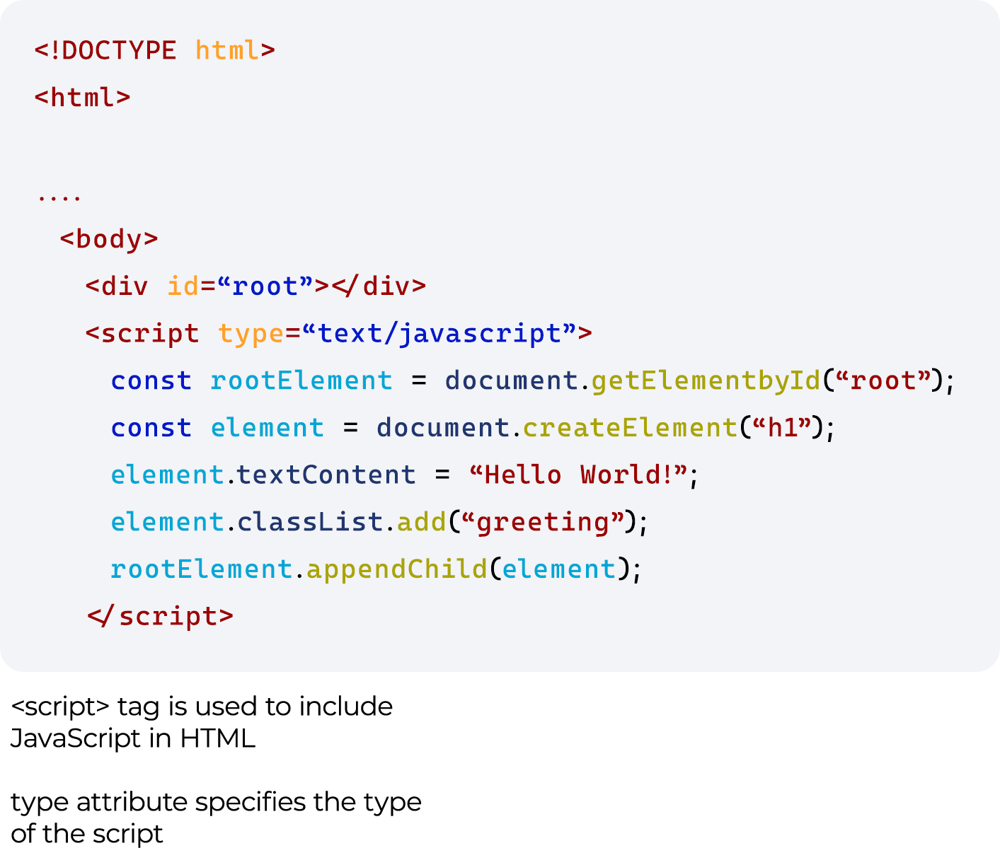 <!DOCTYPE html>
<html>
....
<body>
<div id=“root”></div>
<script type=“text/javascript”>
const rootElement = document.getElementbyId(“root”);
const element = document.createElement(“h1”);
element.textContent = “Hello World!”;
element.classList.add(“greeting”);
rootElement.appendChild(element);
</script>
<script> tag is used to include
JavaScript in HTML
type attribute specifies the type
of the script